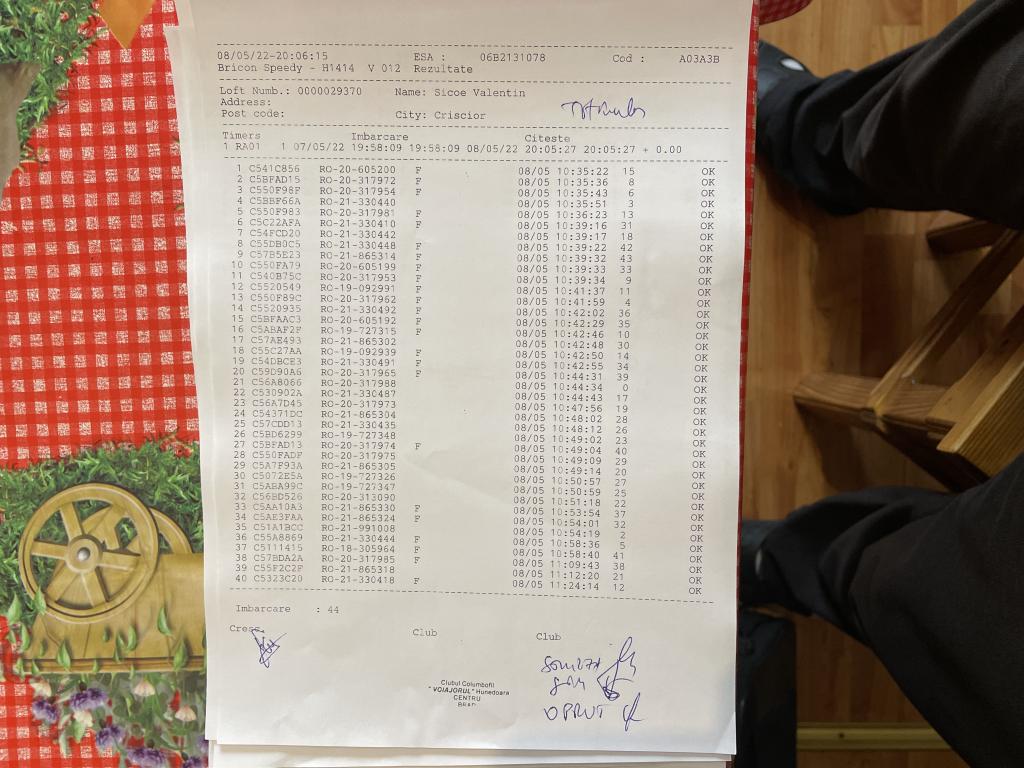 08/05/22-20:06:15 ESA : 06B2131078 Cod : A03A3B
Bricon Speedy - H1414 V 012 Rezultate
Loft Numb.: 0000029370 Name: Sicoe Valentin
Address:
Post code: City: Criscior
Timers Imbarcare Citeste
1 RA01 1 07/05/22 19:58:09 19:58:09 08/05/22 20:05:27 20:05:27 + 0.00
1 C541C856 RO-20-605200 F 08/05 10:35:22 15 OK
2 C5BFAD15 RO-20-317972 F 08/05 10:35:36 8 OK
3 C550F98F RO-20-317954 F 08/05 10:35:43 6 OK
4 C5BBF66A RO-21-330440 08/05 10:35:51 3 OK
5 C550F983 RO-20-317981 F 08/05 10:36:23 13 OK
6 C5C22AFA RO-21-330410 F 08/05 10:39:16 31 OK
7 C54FCD20 RO-21-330442 08/05 10:39:17 18 OK
8 C55DB0C5 RO-21-330448 F 08/05 10:39:22 42 OK
9 C57B5E23 RO-21-865314 F 08/05 10:39:32 43 OK
10 C550FA79 RO-20-605199 F 08/05 10:39:33 33 OK
11 C540B75C RO-20-317953 F 08/05 10:39:34 9 OK
12 C5520549 RO-19-092991 F 08/05 10:41:37 11 OK
13 C550F89C RO-20-317962 F 08/05 10:41:59 4 OK
14 C5520935 RO-21-330492 F 08/05 10:42:02 36 OK
15 C5BFAAC3 RO-20-605192 F 08/05 10:42:29 35 OK
16 C5ABAF2F RO-19-727315 F 08/05 10:42:46 10 OK
17 C57AE493 RO-21-865302 08/05 10:42:48 30 OK
18 C55C27AA RO-19-092939 F 08/05 10:42:50 14 OK
19 C54DBCE3 RO-21-330491 F 08/05 10:42:55 34 OK
20 C59D90A6 RO-20-317965 F 08/05 10:44:31 39 OK
21 C56A8066 RO-20-317988 08/05 10:44:34 0 OK
22 C530902A RO-21-330487 08/05 10:44:43 17 OK
23 C56A7D45 RO-20-317973 08/05 10:47:56 19 OK
24 C54371DC RO-21-865304 08/05 10:48:02 28 OK
25 C57CDD13 RO-21-330435 08/05 10:48:12 26 OK
26 C5BD6299 RO-19-727348 08/05 10:49:02 23 OK
27 C5BFAD13 RO-20-317974 F 08/05 10:49:04 40 OK
28 C550FADF RO-20-317975 08/05 10:49:09 29 OK
29 C5A7F93A RO-21-865305 08/05 10:49:14 20 OK
30 C5072E5A RO-19-727326 08/05 10:50:57 27 OK
31 C5ABA99C RO-19-727347 08/05 10:50:59 25 OK
32 C56BD526 RO-20-313090 08/05 10:51:18 22 OK
33 C5AA10A3 RO-21-865330 F 08/05 10:53:54 37 OK
34 C5AE3FAA RO-21-865324 F 08/05 10:54:01 32 OK
35 C51A1BCC RO-21-991008 08/05 10:54:19 2 OK
36 C55A8869 RO-21-330444 F 08/05 10:58:36 5 OK
37 C5111415 RO-18-305964 08/05 10:58:40 41 OK
38 C57BDA2A RO-20-317985 F 08/05 11:09:43 38 OK
39 C55F2C2F RO-21-865318 08/05 11:12:20 21 OK
40 C5323C20 RO-21-330418 F 08/05 11:24:14 12 OK
Imbarcare : 44
Cresc. Club Club
Clubul Columbofil
"VOIAJORUL" Hunedoara
CENTRU
BRAD
OPRUT